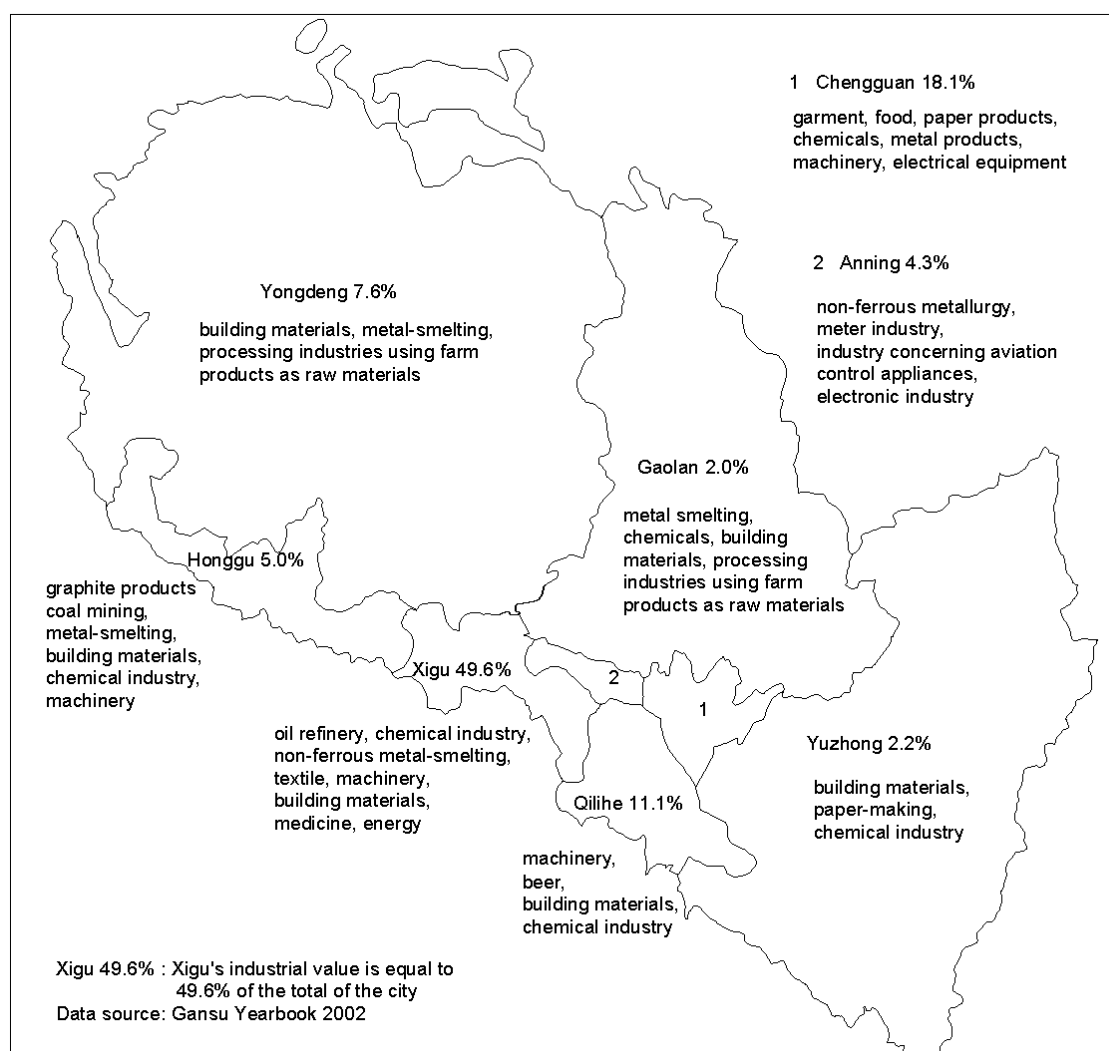 1 Chengguan 18.1%
garment, food, paper products,
chemicals, metal products,
machinery, electrical equipment
2 Anning 4.3%
non-ferrous metallurgy,
meter industry,
industry concerning aviation
control appliances,
electronic industry
Yongdeng 7.6%
building materials, metal-smelting,
processing industries using farm
products as raw materials
Gaolan 2.0%
metal smelting,
chemicals, building
materials, processing
industries using farm
products as raw materials
Honggu 5.0%
graphite products
coal mining,
metal-smelting,
building materials,
chemical industry,
machinery
Xigu 49.6%
oil refinery, chemical industry,
non-ferrous metal-smelting,
textile, machinery,
building materials,
medicine, energy
2
1
Qilihe 11.1%
machinery,
beer,
building materials,
chemical industry
Yuzhong 2.2%
building materials,
paper-making,
chemical industry
Xigu 49.6% : Xigu's industrial value is equal to
49.6% of the total of the city
Data source: Gansu Yearbook 2002